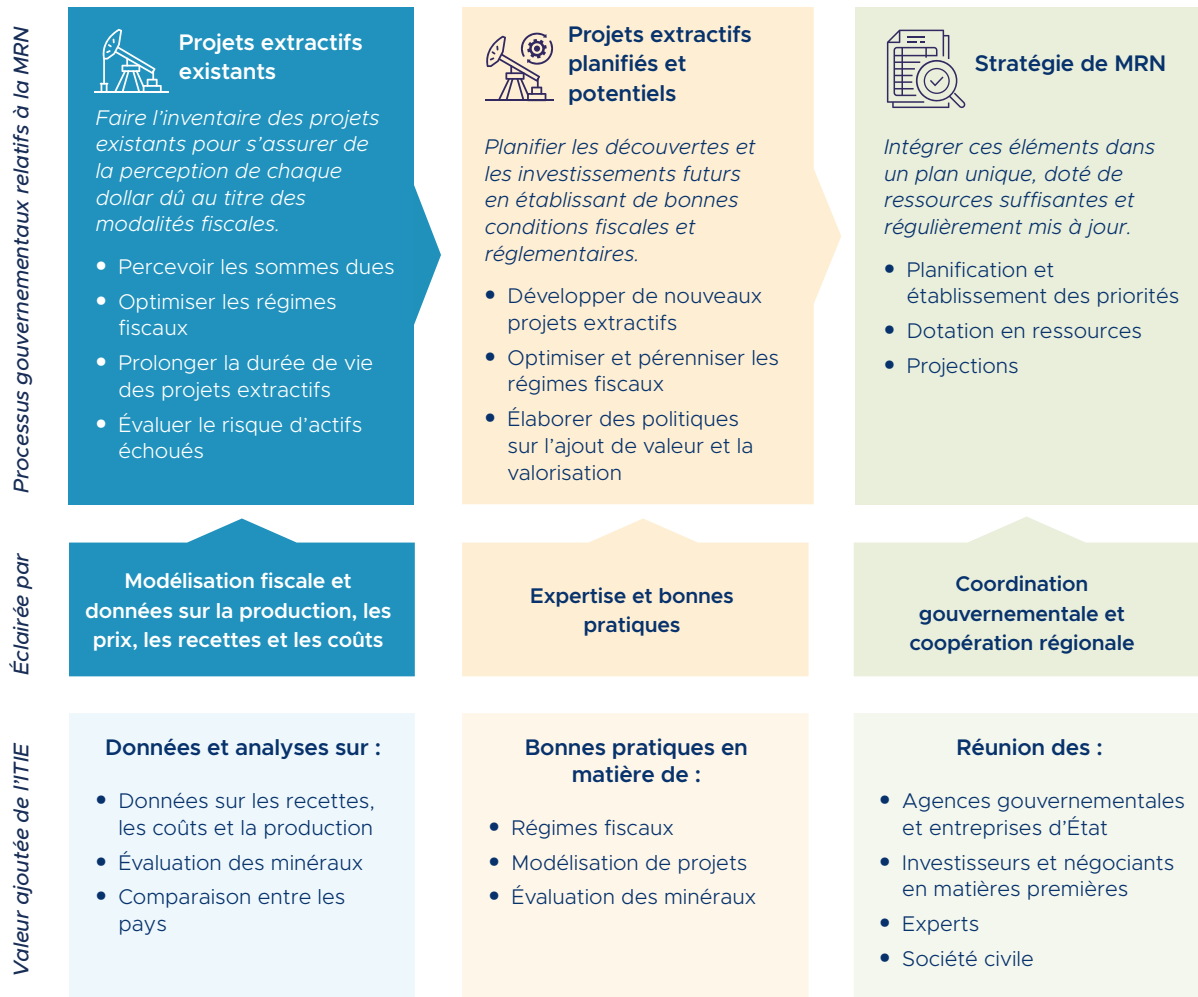 Processus gouvernementaux relatifs à la MRN
Projets extractifs
existants
Faire l'inventaire des projets
existants pour s'assurer de
la perception de chaque
dollar dû au titre des
modalités fiscales.
• Percevoir les sommes dues
• Optimiser les régimes
fiscaux
• Prolonger la durée de vie
des projets extractifs
• Évaluer le risque d'actifs
échoués
Projets extractifs
planifiés et
potentiels
Planifier les découvertes et
les investissements futurs
en établissant de bonnes
conditions fiscales et
réglementaires.
• Développer de nouveaux
projets extractifs
• Optimiser et pérenniser les
régimes fiscaux
• Élaborer des politiques
sur l'ajout de valeur et la
valorisation
Stratégie de MRN
Intégrer ces éléments dans
un plan unique, doté de
ressources suffisantes et
régulièrement mis à jour.
• Planification et
établissement des priorités
• Dotation en ressources
• Projections
Éclairée par
Modélisation fiscale et
données sur la production, les
prix, les recettes et les coûts
Expertise et bonnes
pratiques
Coordination
gouvernementale et
coopération régionale
Valeur ajoutée de l'ITIE
Données et analyses sur :
• Données sur les recettes,
les coûts et la production
• Évaluation des minéraux
• Comparaison entre les
pays
Bonnes pratiques en
matière de :
• Régimes fiscaux
• Modélisation de projets
• Évaluation des minéraux
Réunion des :
• Agences gouvernementales
et entreprises d'État
• Investisseurs et négociants
en matières premières
• Experts
• Société civile